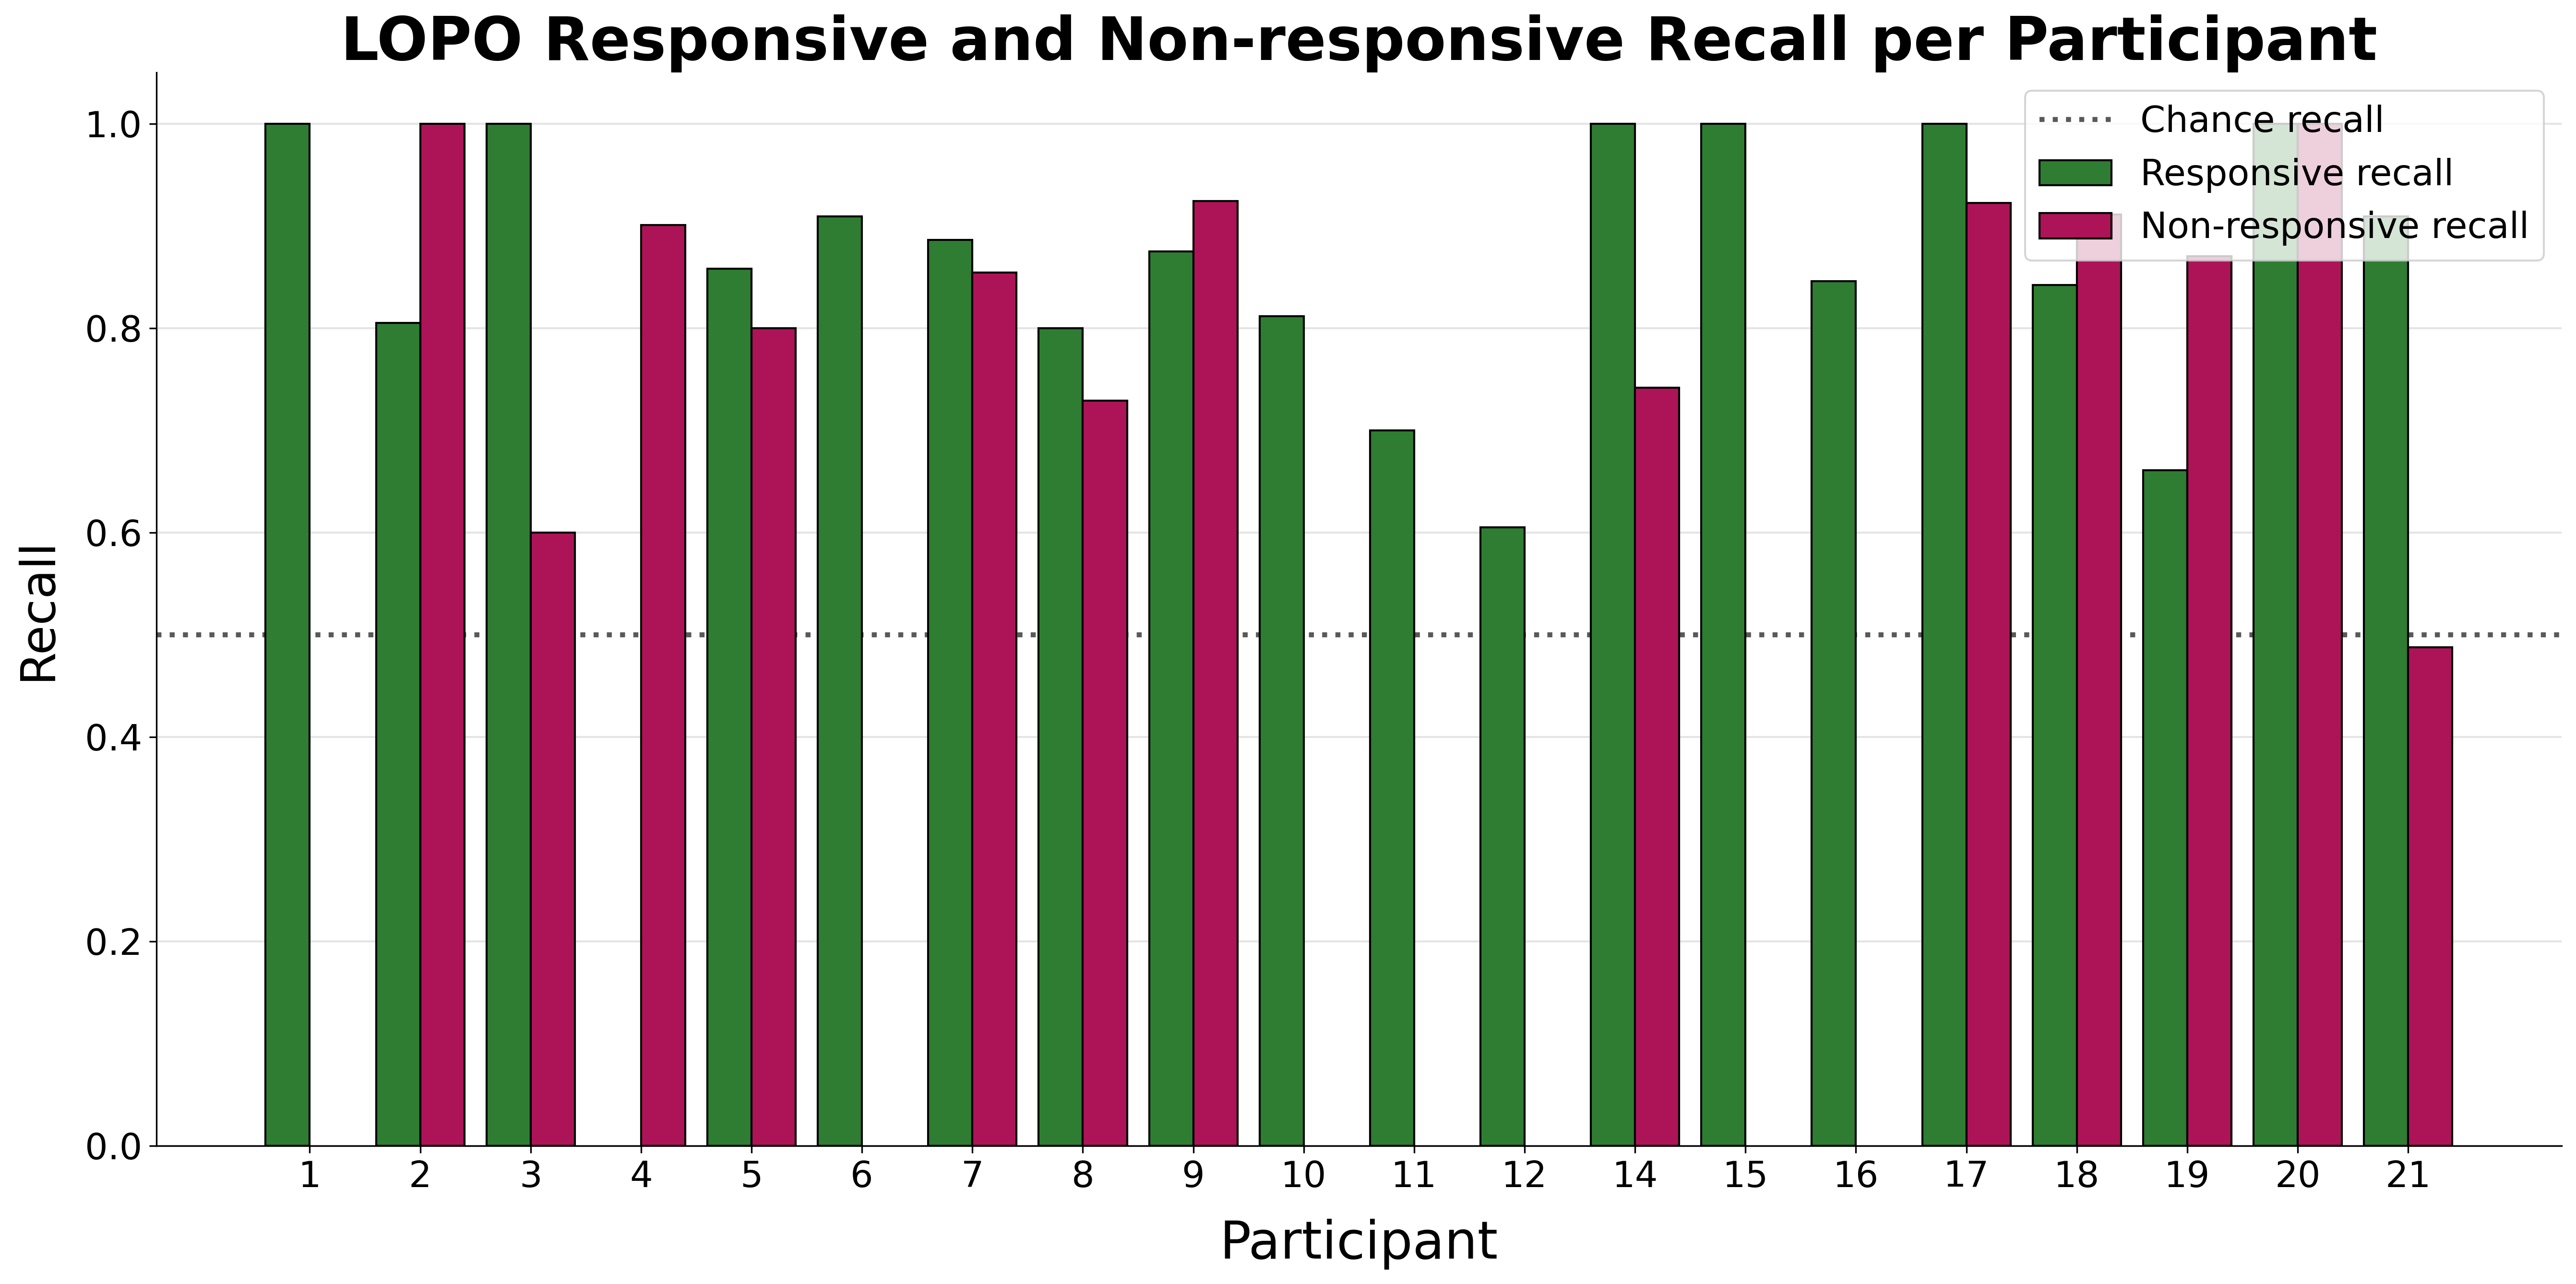 LOPO Responsive and Non-responsive Recall per Participant
Chance recall
Responsive recall
Non-responsive recall
1.0
0.8
0.6
0.4
0.2
0.0
Recall
1 2 3 4 5 6 7 8 9 10 11 12 14 15 16 17 18 19 20 21
Participant